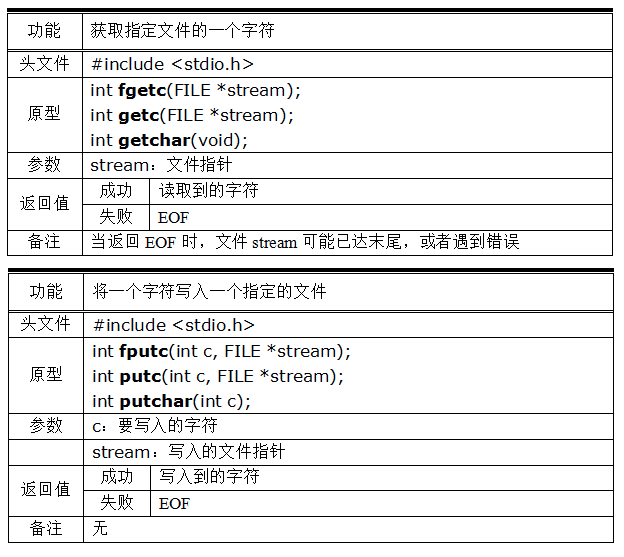 功能 获取指定文件的一个字符
头文件 #include <stdio.h>
原型 int fgetc(FILE *stream);
int getc(FILE *stream);
int getchar(void);
参数 stream：文件指针
返回值 成功 读取到的字符
失败 EOF
备注 当返回 EOF 时，文件 stream 可能已达末尾，或者遇到错误
功能 将一个字符写入一个指定的文件
头文件 #include <stdio.h>
原型 int fputc(int c, FILE *stream);
int putc(int c, FILE *stream);
int putchar(int c);
参数 c：要写入的字符
stream：写入的文件指针
返回值 成功 写入到的字符
失败 EOF
备注 无